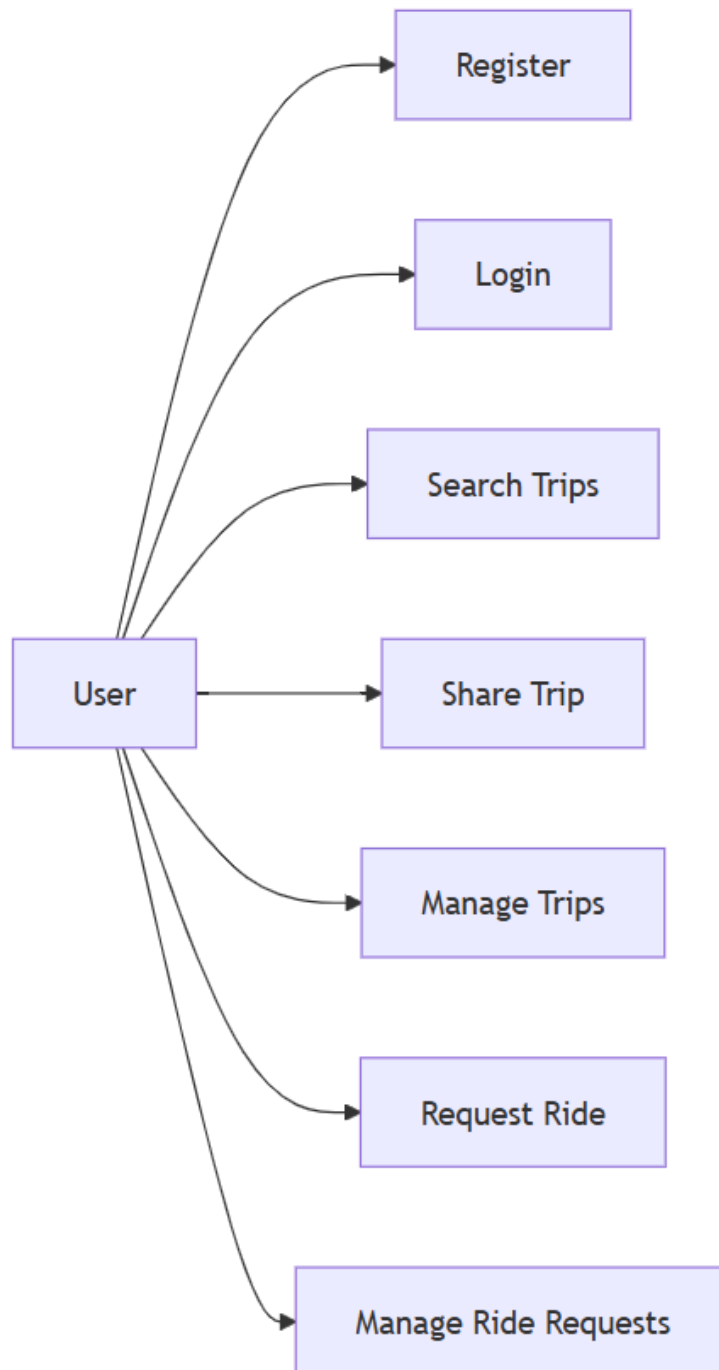 Register
Login
Search Trips
User
Share Trip
Manage Trips
Request Ride
Manage Ride Requests